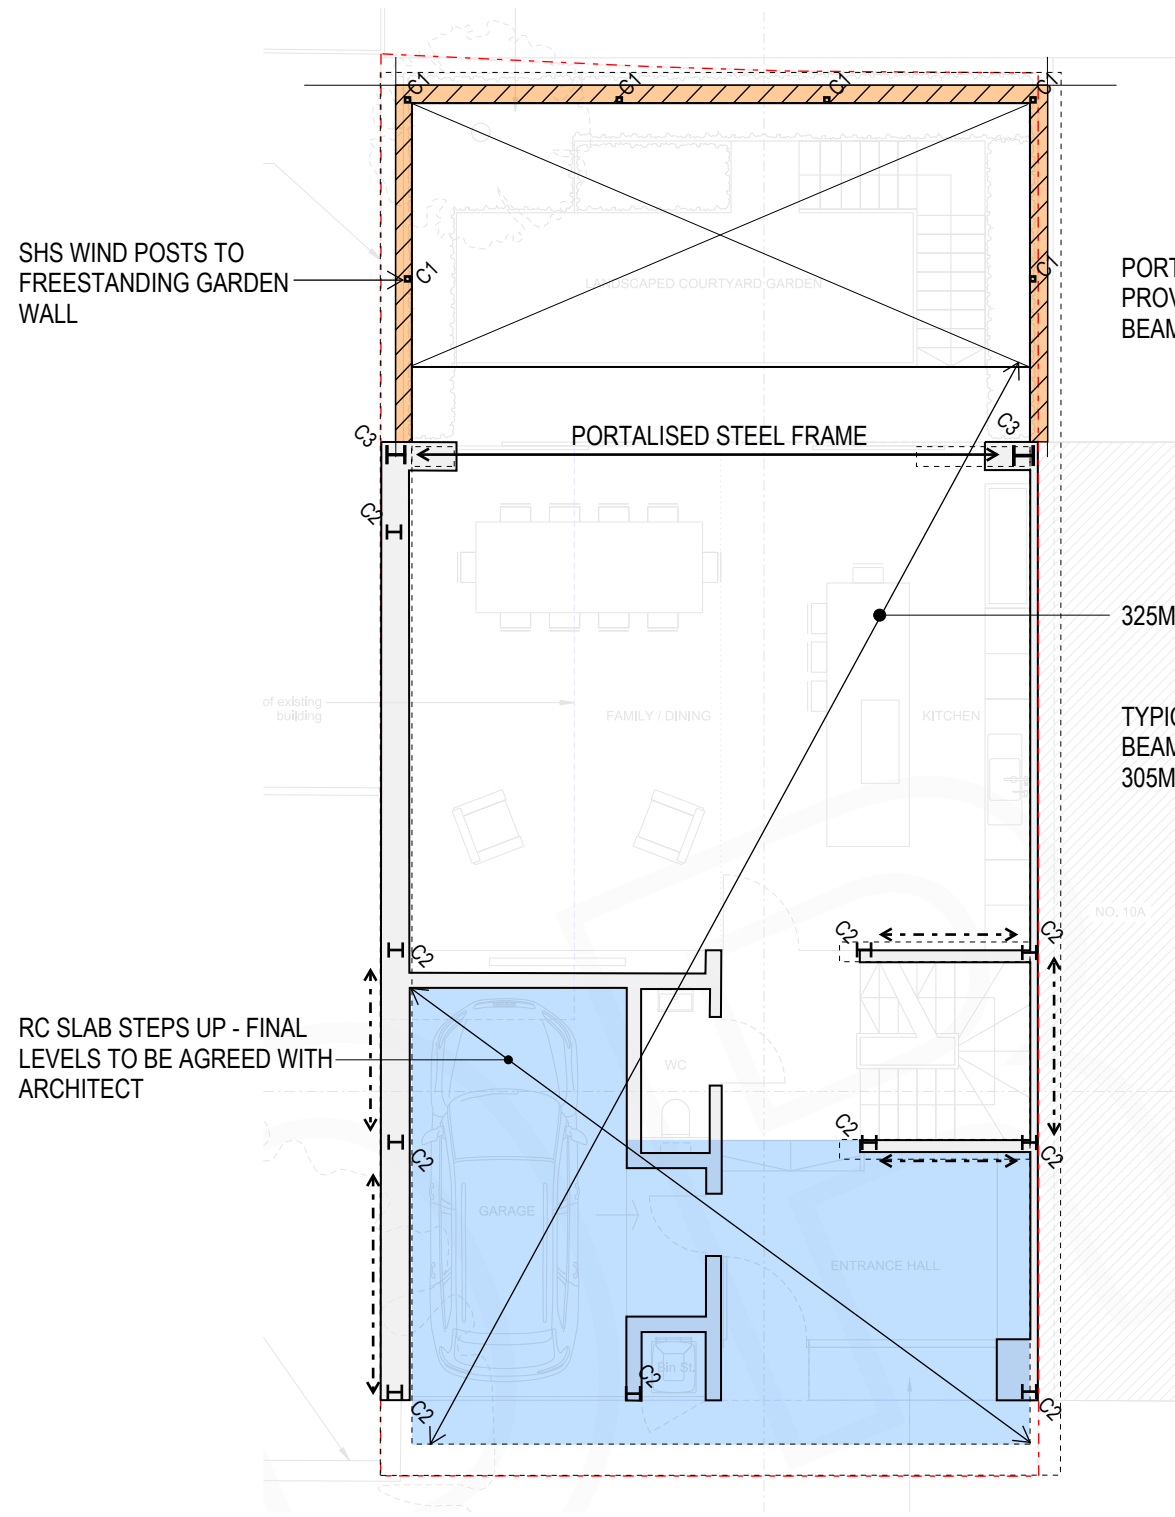 C1
C1
C1
C1
SHS WIND POSTS TO
FREESTANDING GARDEN
WALL
C1
C1
LANDSCAPED COURTYARD GARDEN
PORT
PROV
BEAM
C3
PORTALISED STEEL FRAME
C3
C2
325M
of existing
building
FAMILY / DINING
KITCHEN
TYPIC
BEAM
305M
NO. 10A
C2
C2
C2
RC SLAB STEPS UP - FINAL
LEVELS TO BE AGREED WITH
ARCHITECT
WC
C2
C2
C2
GARAGE
ENTRANCE HALL
Bin St.
C2
C2
C2